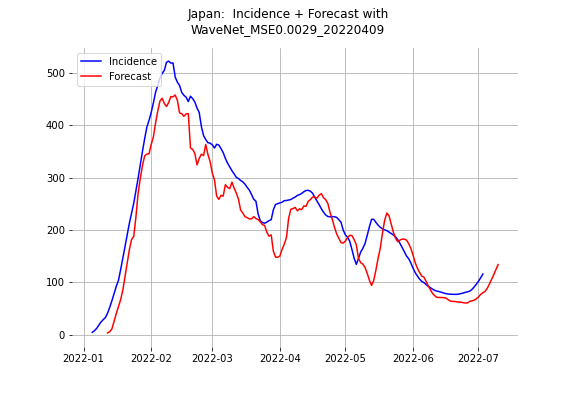 Japan:  Incidence + Forecast with
WaveNet_MSE0.0029_20220409
Incidence
Forecast
500
400
300
200
100
0
2022-01 2022-02 2022-03 2022-04 2022-05 2022-06 2022-07